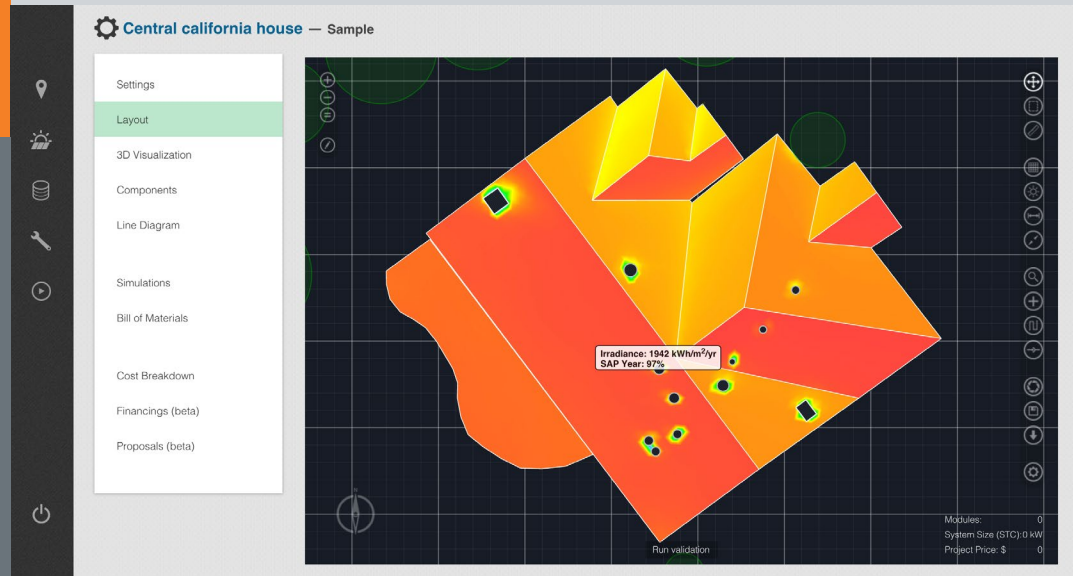 Central california house — Sample
Settings
Layout
3D Visualization
Components
Line Diagram
Simulations
Bill of Materials
Cost Breakdown
Financings (beta)
Proposals (beta)
Irradiance: 1942 kWh/m²/yr
SAP Year: 97%
N
Modules: 0
System Size (STC):0 kW
Project Price: $ 0
Run validation